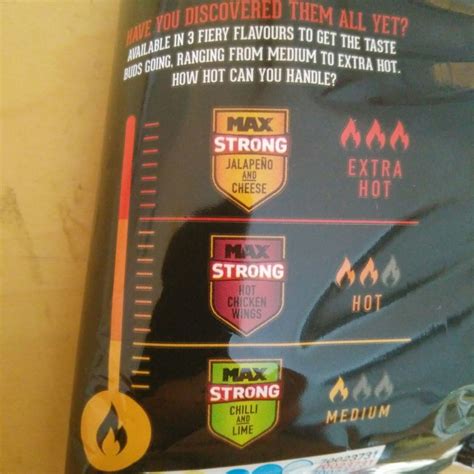 HAVE YOU DISCOVERED THEM ALL YET?
AVAILABLE IN 3 FIERY FLAVOURS TO GET THE TASTE
BUDS GOING, RANGING FROM MEDIUM TO EXTRA HOT.
HOW HOT CAN YOU HANDLE?
MAX
STRONG
JALAPEÑO
AND
CHEESE
EXTRA
HOT
MAX
STRONG
HOT
CHICKEN
WINGS
HOT
MAX
STRONG
CHILLI
AND
LIME
MEDIUM